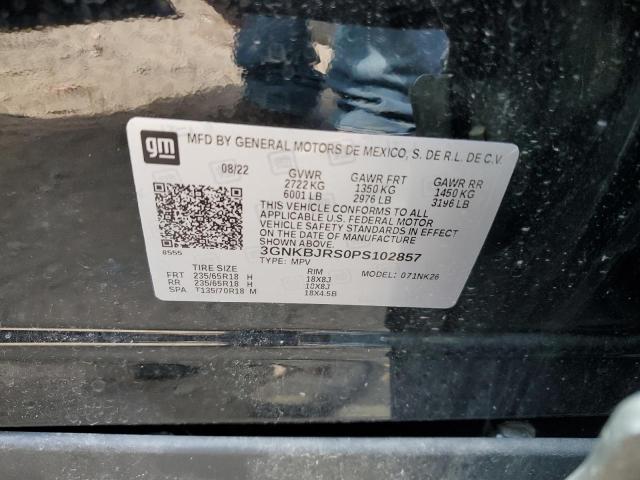 gm MFD BY GENERAL MOTORS DE MEXICO, S. DE R.L. DE C.V.
08/22 GVWR GAWR FRT GAWR RR
2722 KG 1350 KG 1450 KG
6001 LB 2976 LB 3196 LB
THIS VEHICLE CONFORMS TO ALL
APPLICABLE U.S. FEDERAL MOTOR
VEHICLE SAFETY STANDARDS IN EFFECT
ON THE DATE OF MANUFACTURE
SHOWN ABOVE.
8555 3GNKBJRS0PS102857
TYPE: MPV MODEL: 071NK26
TIRE SIZE RIM
FRT 235/65R18 H 18X8J
RR 235/65R18 H 18X8J
SPA T135/70R18 M 18X4.5B